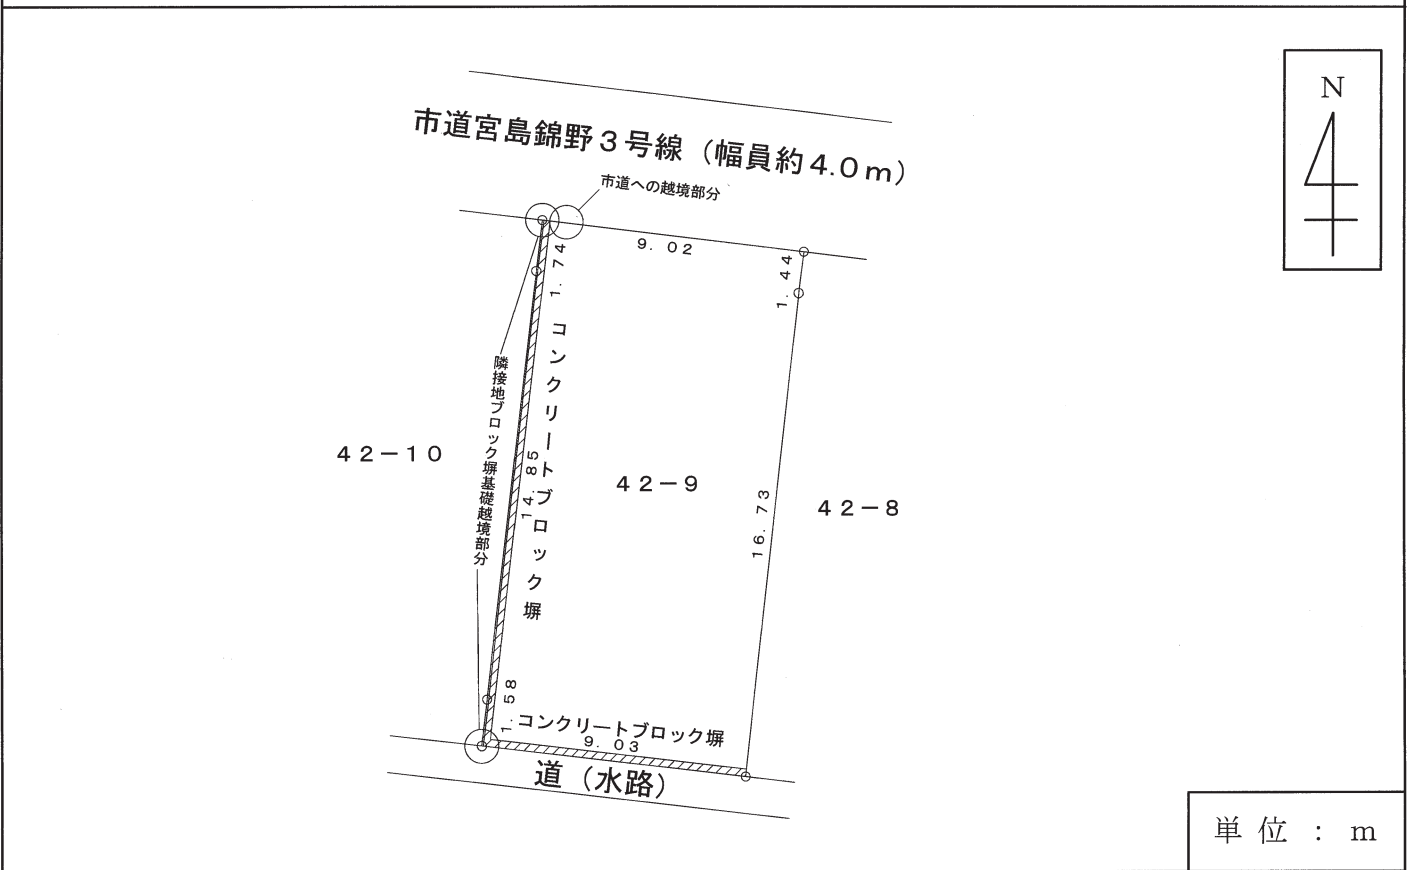 N
市道宮島錦野３号線（幅員約４.０ｍ）
市道への越境部分
９.０２
１.７４
１.４４
コンクリートブロック塀
隣接地ブロック塀基礎越境部分
１４.８５
４２－１０
４２－９
４２－８
１６.７３
１.５８
コンクリートブロック塀
９.０３
道（水路）
単位：ｍ